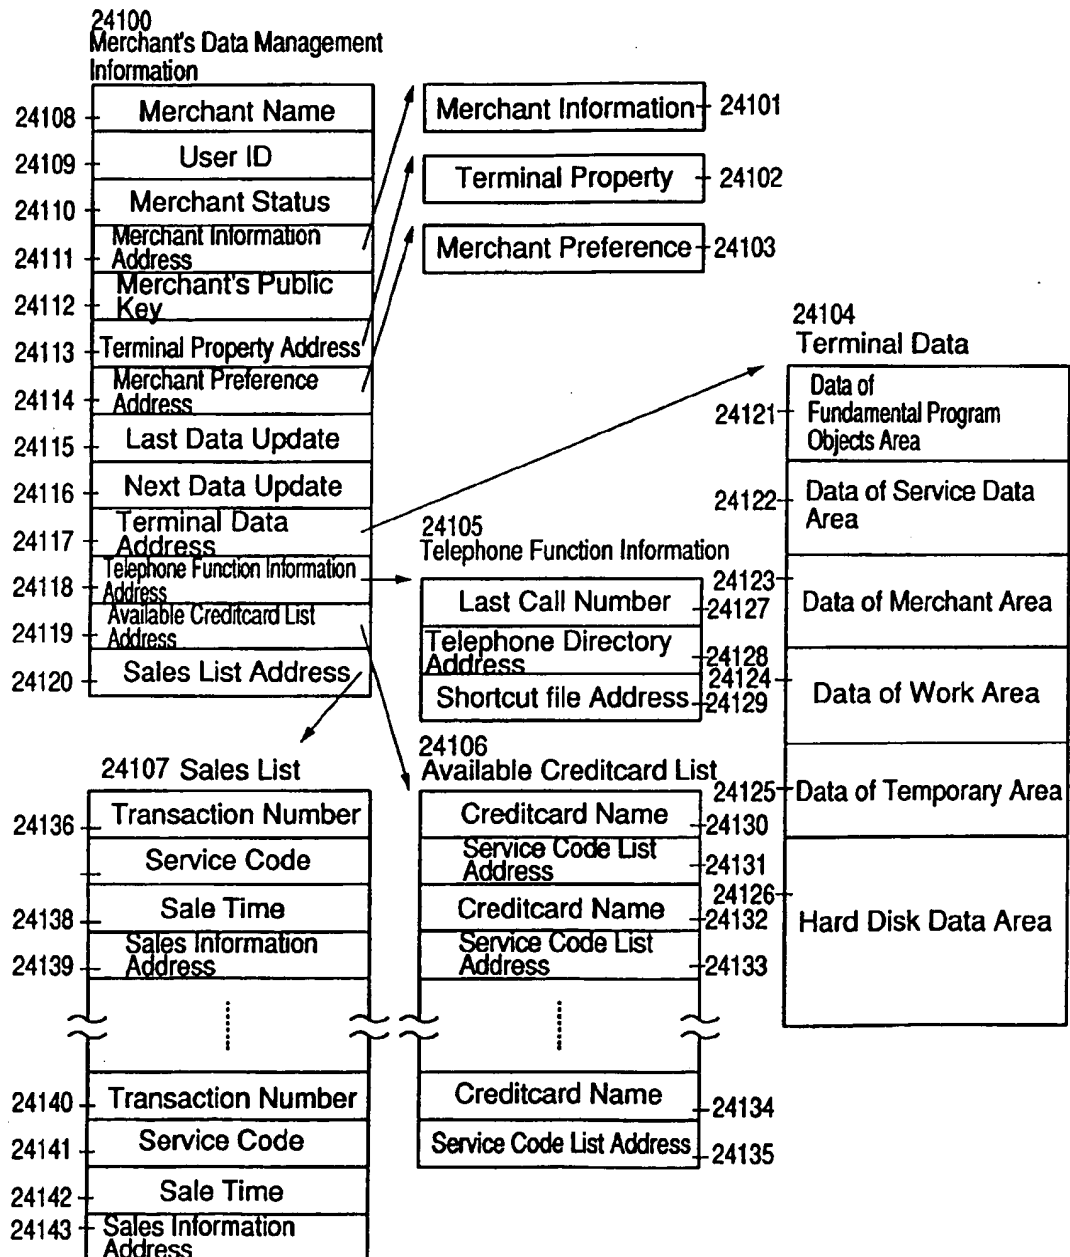 24100
Merchant's Data Management
Information
24108 Merchant Name
24109 User ID
24110 Merchant Status
24111 Merchant Information
Address
24112 Merchant's Public
Key
24113 Terminal Property Address
24114 Merchant Preference
Address
24115 Last Data Update
24116 Next Data Update
24117 Terminal Data
Address
24118 Telephone Function Information
Address
24119 Available Creditcard List
Address
24120 Sales List Address
Merchant Information 24101
Terminal Property 24102
Merchant Preference 24103
24104
Terminal Data
24121 Data of
Fundamental Program
Objects Area
24122 Data of Service Data
Area
24123 Data of Merchant Area
24124 Data of Work Area
24125 Data of Temporary Area
24126 Hard Disk Data Area
24105
Telephone Function Information
Last Call Number 24127
Telephone Directory
Address 24128
Shortcut file Address 24129
24107 Sales List
24136 Transaction Number
Service Code
24138 Sale Time
24139 Sales Information
Address
24140 Transaction Number
24141 Service Code
24142 Sale Time
24143 Sales Information
Address
24106
Available Creditcard List
Creditcard Name 24130
Service Code List
Address 24131
Creditcard Name 24132
Service Code List
Address 24133
Creditcard Name 24134
Service Code List Address 24135